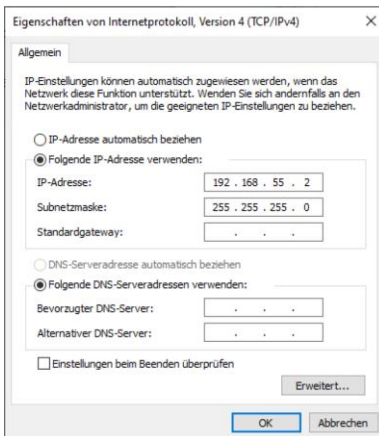 Eigenschaften von Internetprotokoll, Version 4 (TCP/IPv4)
Allgemein
IP-Einstellungen können automatisch zugewiesen werden, wenn das
Netzwerk diese Funktion unterstützt. Wenden Sie sich andernfalls an den
Netzwerkadministrator, um die geeigneten IP-Einstellungen zu beziehen.
IP-Adresse automatisch beziehen
Folgende IP-Adresse verwenden:
IP-Adresse: 192 . 168 . 55 . 2
Subnetzmaske: 255 . 255 . 255 . 0
Standardgateway: . . .
DNS-Serveradresse automatisch beziehen
Folgende DNS-Serveradressen verwenden:
Bevorzugter DNS-Server: . . .
Alternativer DNS-Server: . . .
Einstellungen beim Beenden überprüfen
Erweitert...
OK Abbrechen